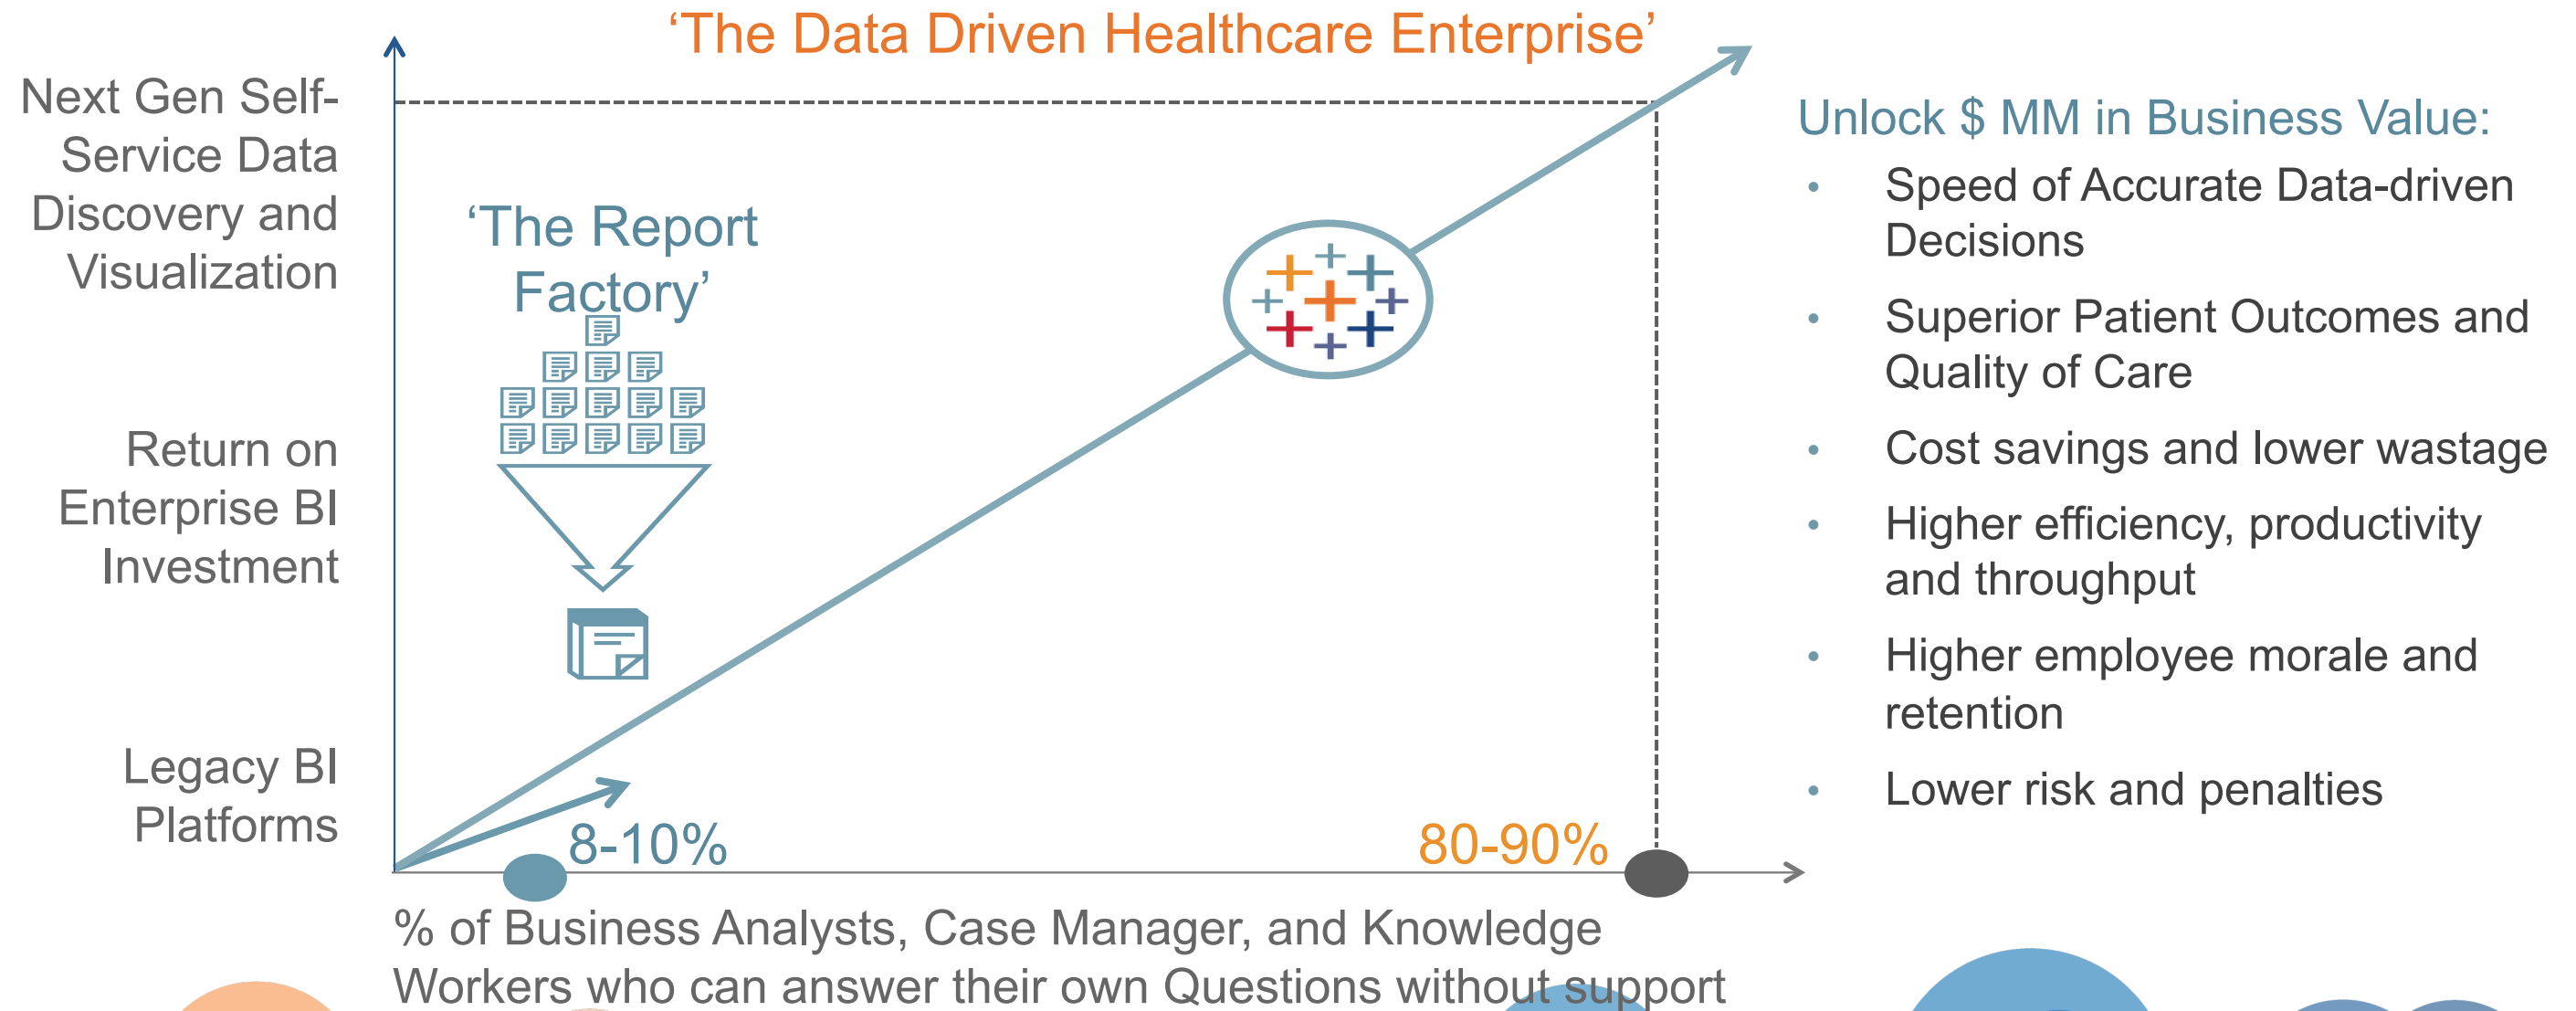 ‘The Data Driven Healthcare Enterprise’
Next Gen Self-
Service Data
Discovery and
Visualization
Return on
Enterprise BI
Investment
Legacy BI
Platforms
‘The Report
Factory’
8-10%
80-90%
% of Business Analysts, Case Manager, and Knowledge
Workers who can answer their own Questions without support
Unlock $ MM in Business Value:
• Speed of Accurate Data-driven
Decisions
• Superior Patient Outcomes and
Quality of Care
• Cost savings and lower wastage
• Higher efficiency, productivity
and throughput
• Higher employee morale and
retention
• Lower risk and penalties